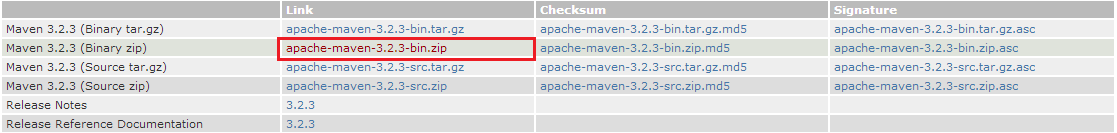 Link Checksum Signature
Maven 3.2.3 (Binary tar.gz) apache-maven-3.2.3-bin.tar.gz apache-maven-3.2.3-bin.tar.gz.md5 apache-maven-3.2.3-bin.tar.gz.asc
Maven 3.2.3 (Binary zip) apache-maven-3.2.3-bin.zip apache-maven-3.2.3-bin.zip.md5 apache-maven-3.2.3-bin.zip.asc
Maven 3.2.3 (Source tar.gz) apache-maven-3.2.3-src.tar.gz apache-maven-3.2.3-src.tar.gz.md5 apache-maven-3.2.3-src.tar.gz.asc
Maven 3.2.3 (Source zip) apache-maven-3.2.3-src.zip apache-maven-3.2.3-src.zip.md5 apache-maven-3.2.3-src.zip.asc
Release Notes 3.2.3
Release Reference Documentation 3.2.3